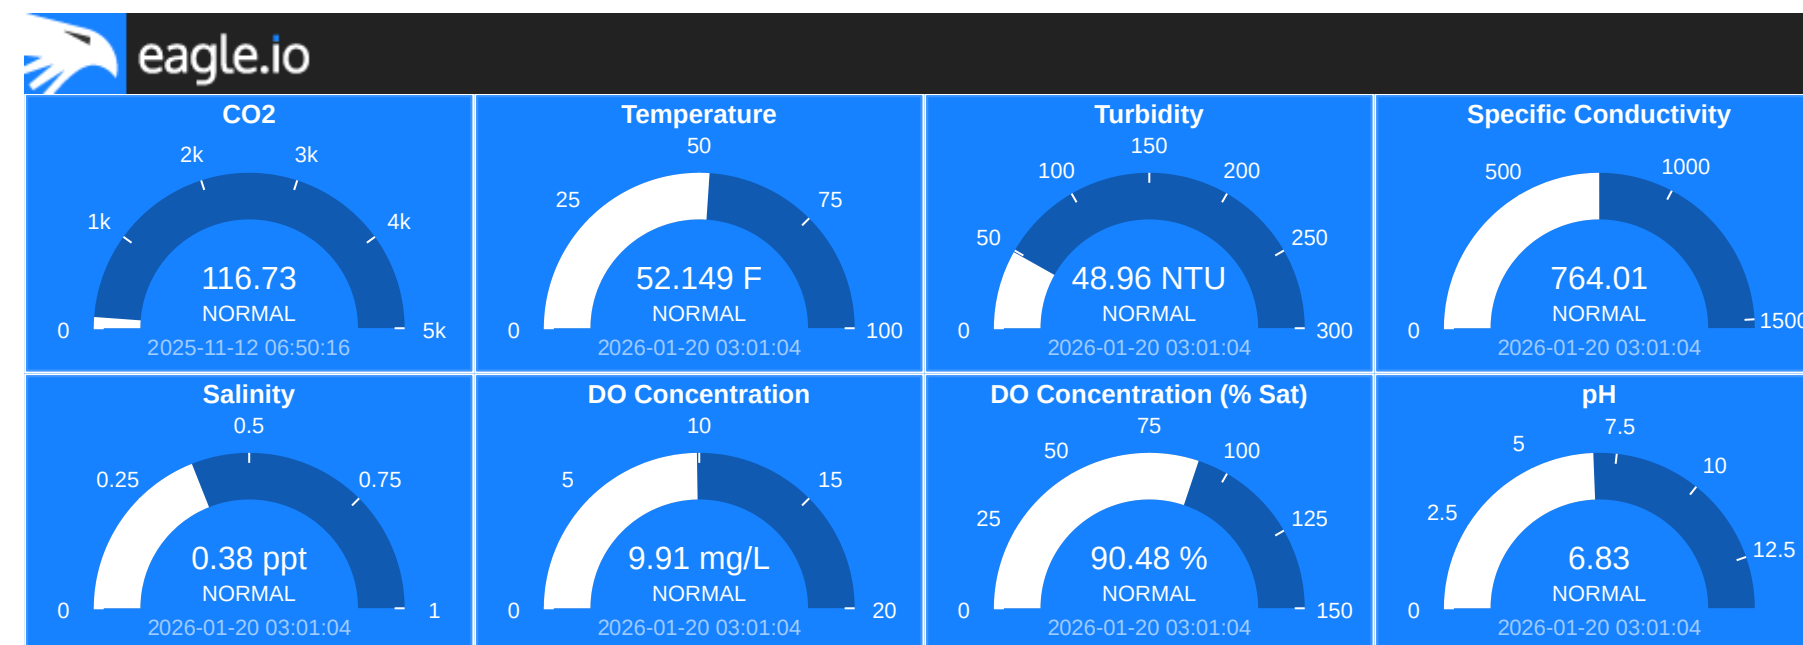 eagle.io
CO2
0
1k
2k
3k
4k
5k
116.73
NORMAL
2025-11-12 06:50:16
Temperature
0
25
50
75
100
52.149 F
NORMAL
2026-01-20 03:01:04
Turbidity
0
50
100
150
200
250
300
48.96 NTU
NORMAL
2026-01-20 03:01:04
Specific Conductivity
0
500
1000
1500
764.01
NORMAL
2026-01-20 03:01:04
Salinity
0
0.25
0.5
0.75
1
0.38 ppt
NORMAL
2026-01-20 03:01:04
DO Concentration
0
5
10
15
20
9.91 mg/L
NORMAL
2026-01-20 03:01:04
DO Concentration (% Sat)
0
25
50
75
100
125
150
90.48 %
NORMAL
2026-01-20 03:01:04
pH
0
2.5
5
7.5
10
12.5
6.83
NORMAL
2026-01-20 03:01:04